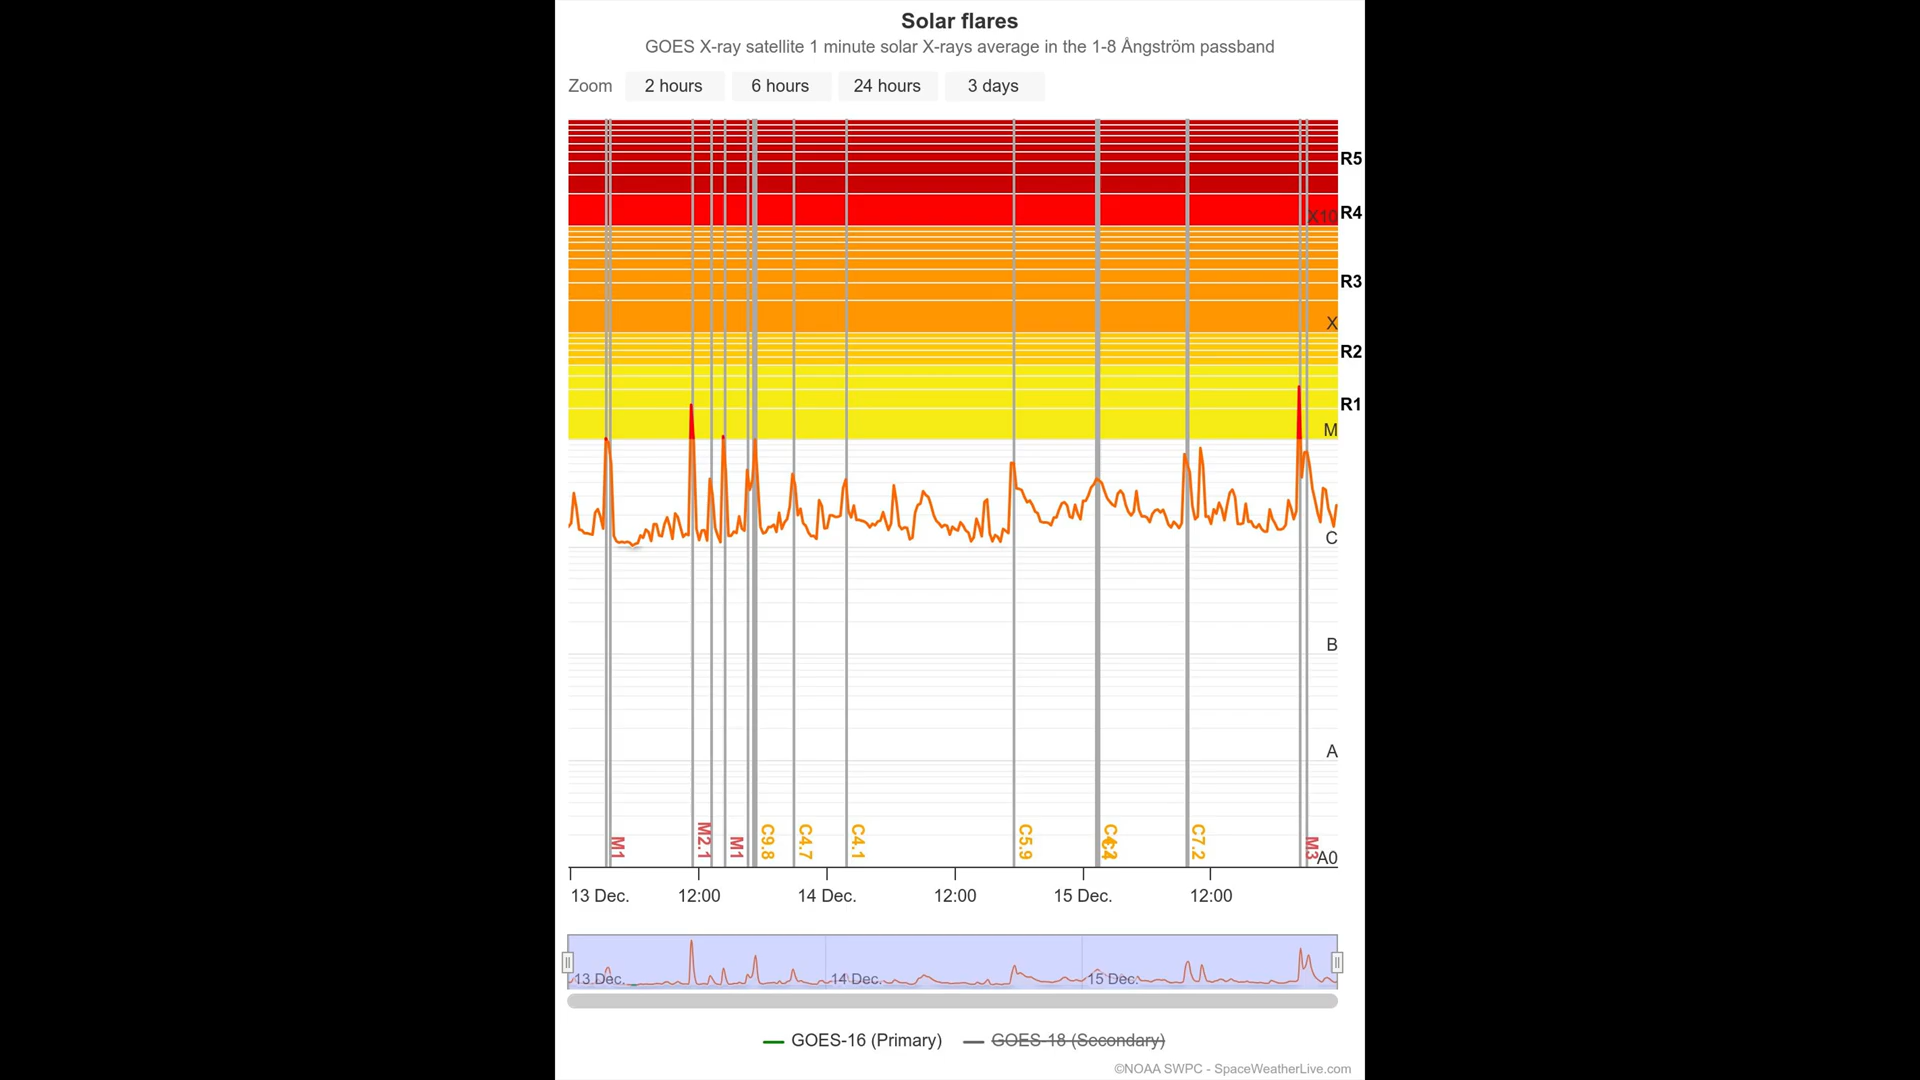 Solar flares
GOES X-ray satellite 1 minute solar X-rays average in the 1-8 Ångström passband
Zoom 2 hours 6 hours 24 hours 3 days
R5
X10 R4
R3
X
R2
R1
M
C
B
A
M1 M2.1 M1 C9.8 C4.7 C4.1 C5.9 C7.2 M3 A0
13 Dec. 12:00 14 Dec. 12:00 15 Dec. 12:00
13 Dec. 14 Dec. 15 Dec.
GOES-16 (Primary) GOES-18 (Secondary)
©NOAA SWPC - SpaceWeatherLive.com